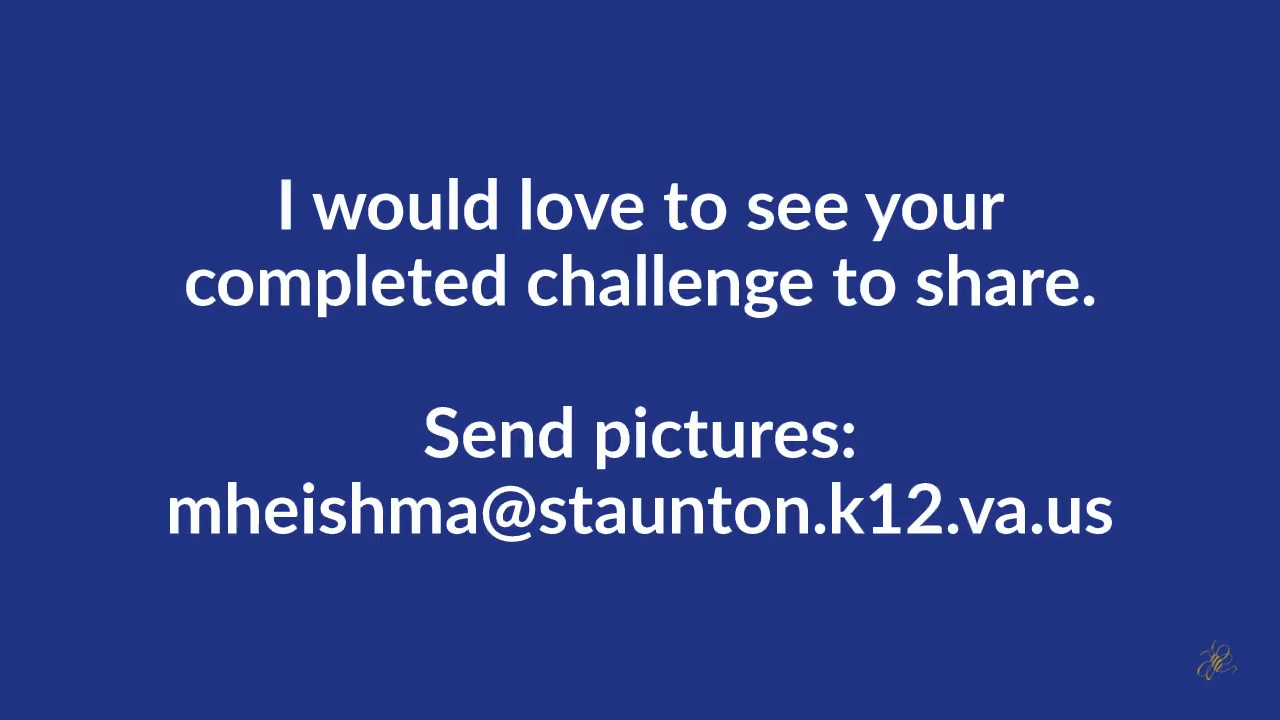 I would love to see your
completed challenge to share.
Send pictures:
mheishma@staunton.k12.va.us